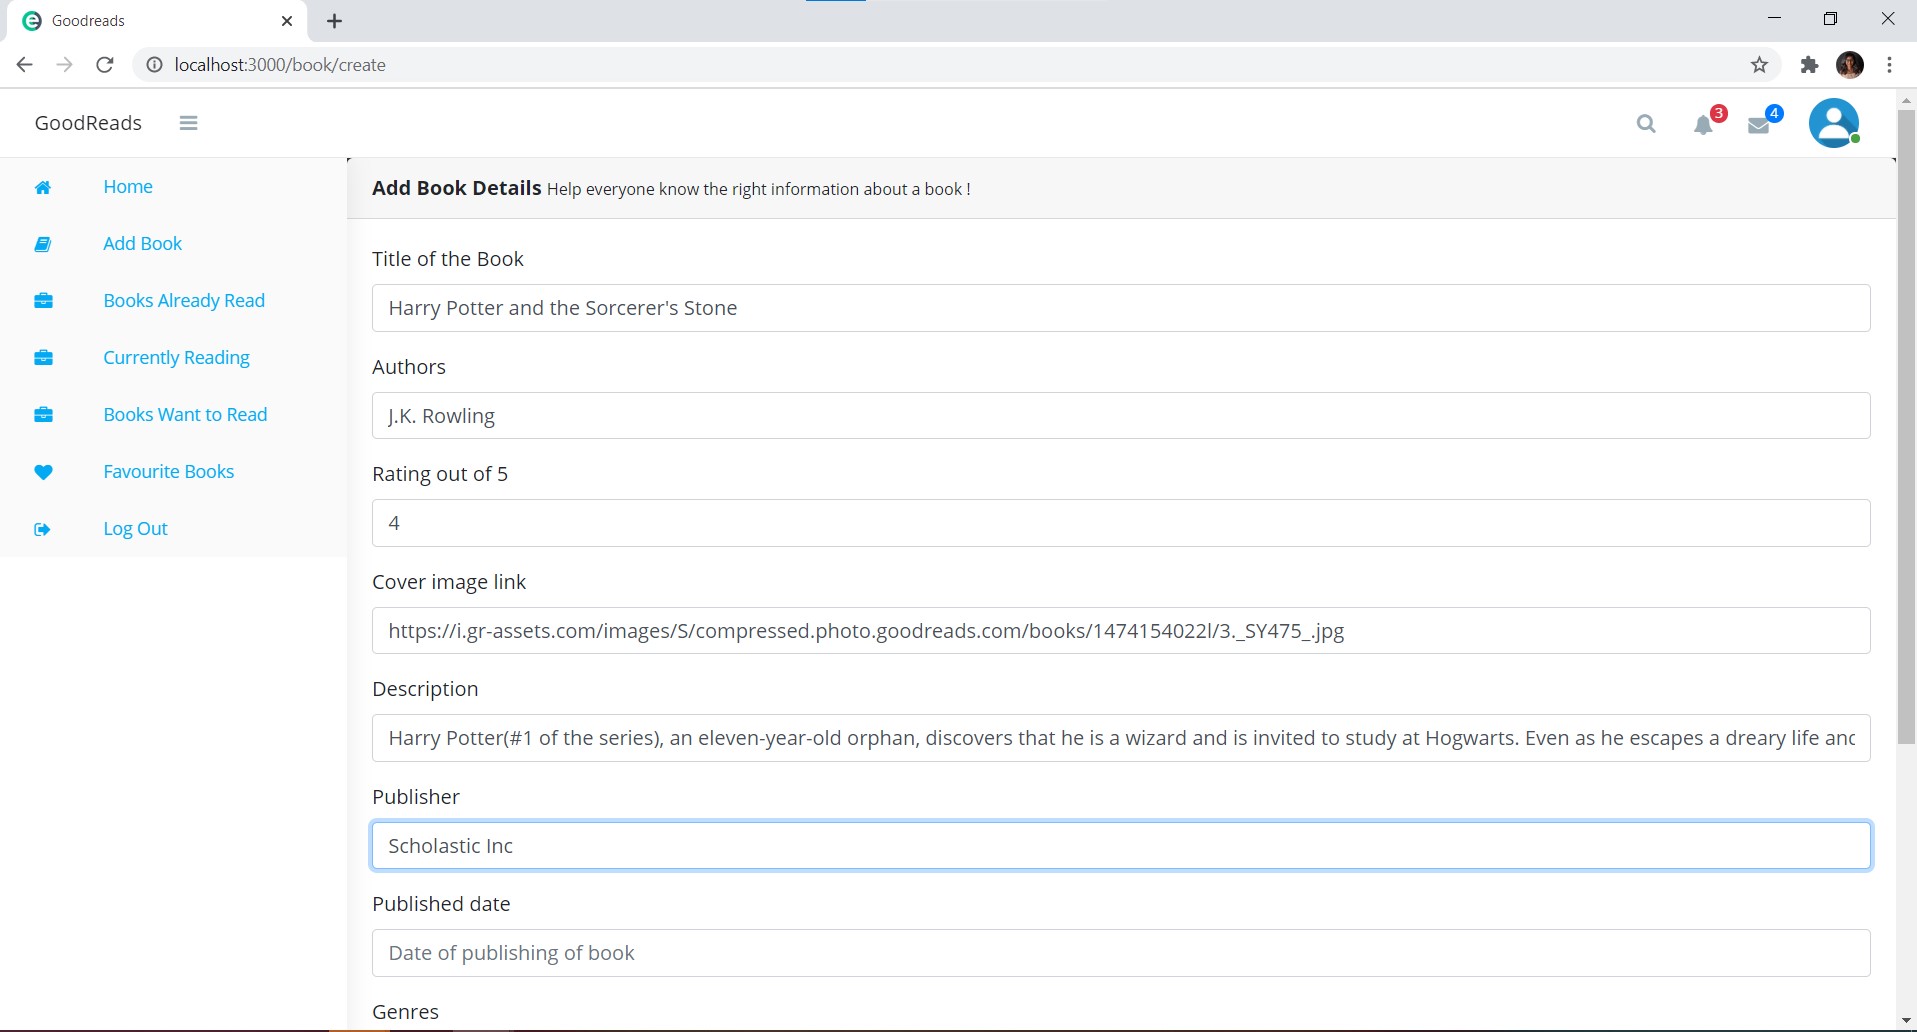 Goodreads
localhost:3000/book/create
GoodReads
3
4
Home
Add Book
Books Already Read
Currently Reading
Books Want to Read
Favourite Books
Log Out
Add Book Details Help everyone know the right information about a book !
Title of the Book
Harry Potter and the Sorcerer's Stone
Authors
J.K. Rowling
Rating out of 5
4
Cover image link
https://i.gr-assets.com/images/S/compressed.photo.goodreads.com/books/1474154022l/3._SY475_.jpg
Description
Harry Potter(#1 of the series), an eleven-year-old orphan, discovers that he is a wizard and is invited to study at Hogwarts. Even as he escapes a dreary life and
Publisher
Scholastic Inc
Published date
Date of publishing of book
Genres